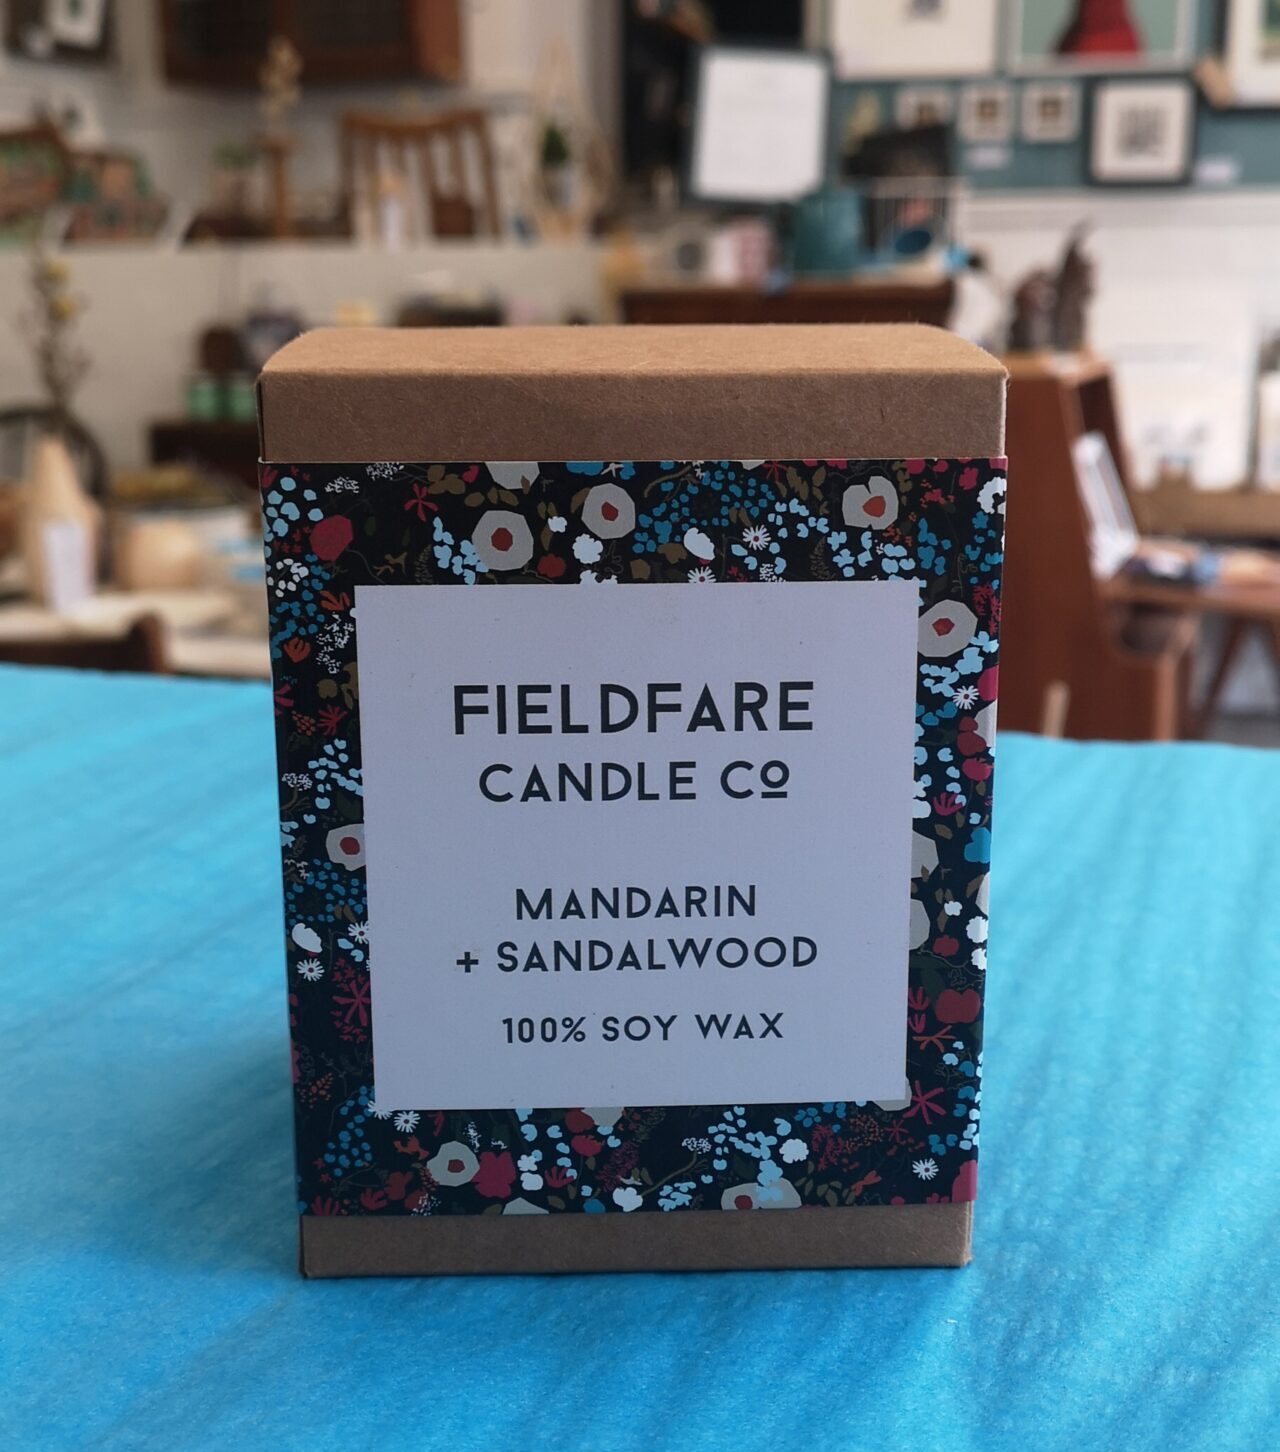 FIELDFARE
CANDLE Cº
MANDARIN
+ SANDALWOOD
100% SOY WAX